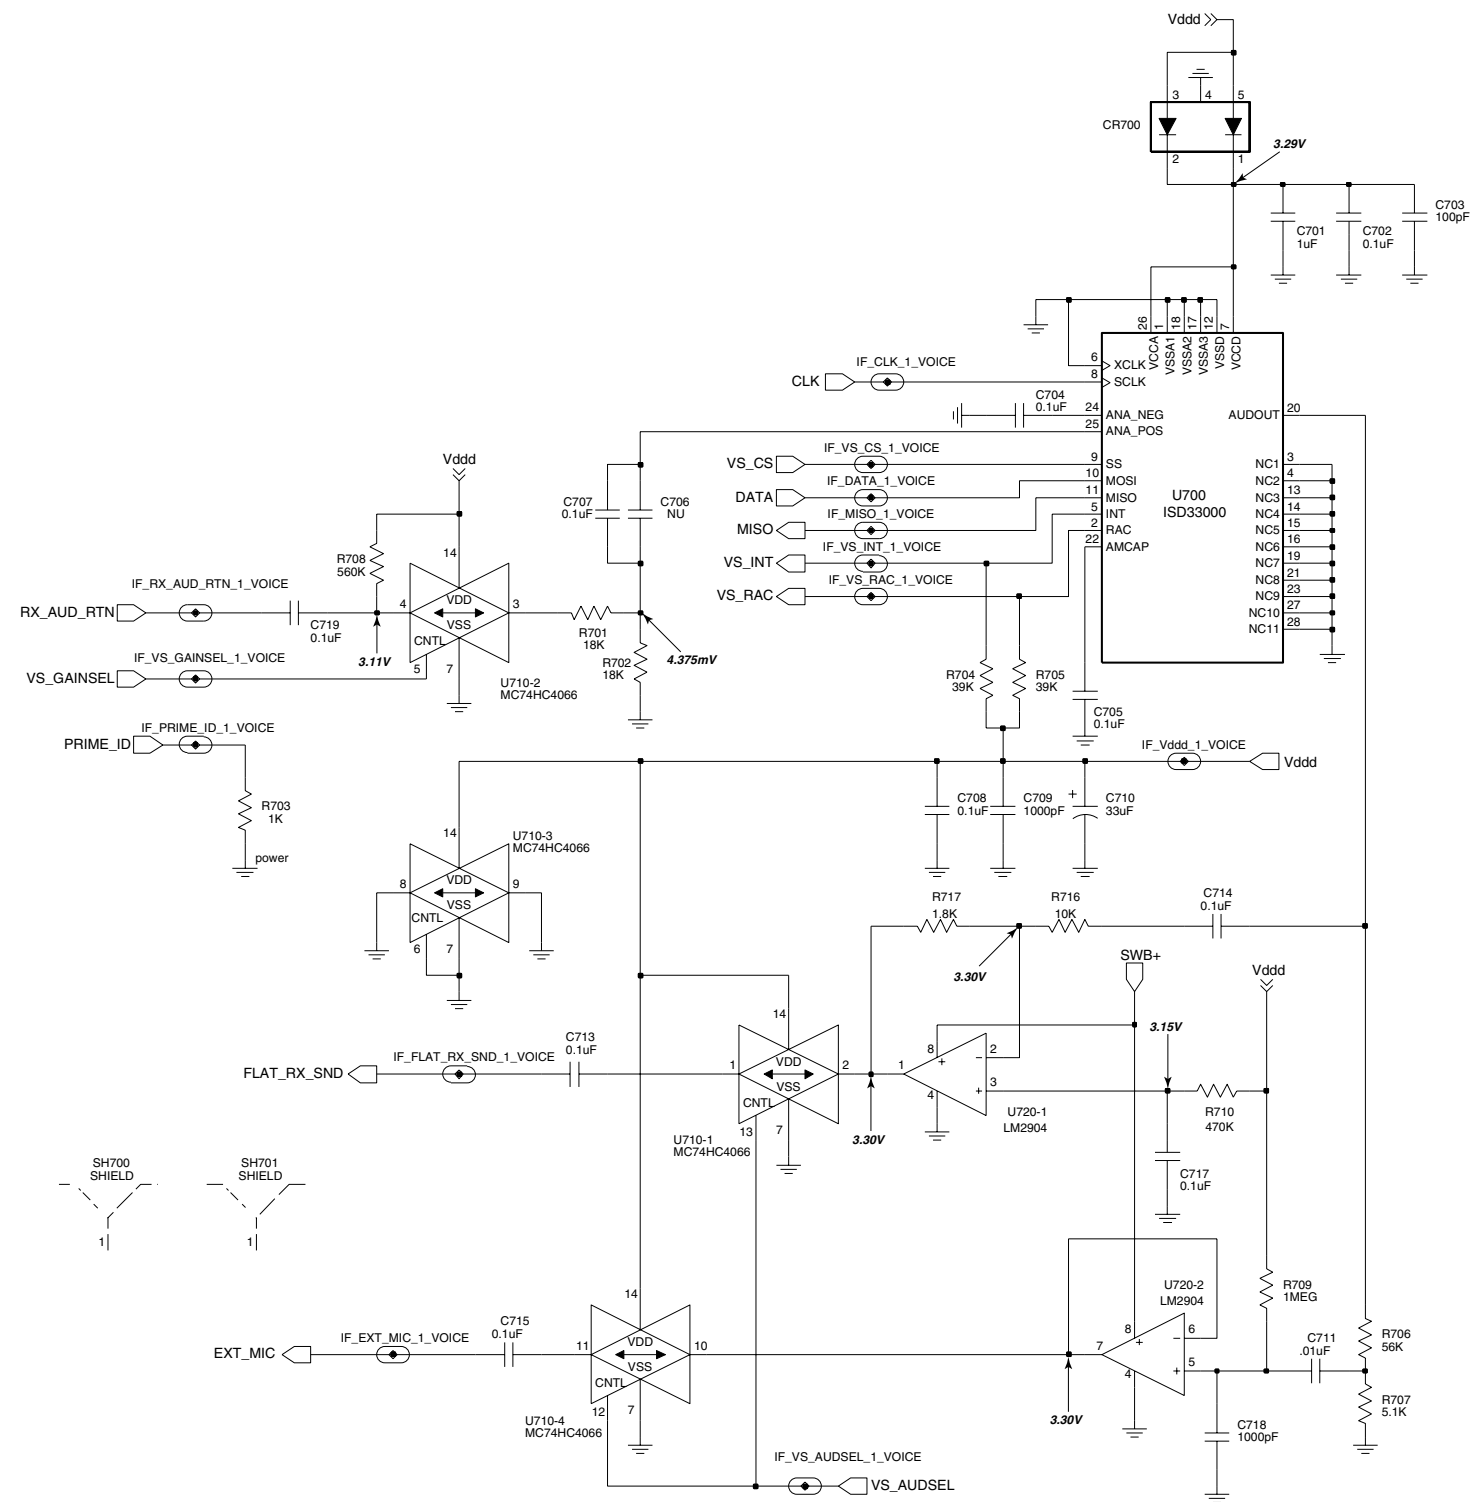 Vddd
3
4
5
CR700
2
1
3.29V
C701
1uF
C702
0.1uF
C703
100pF
26
1
18
17
12
7
VCCA
VSSA1
VSSA2
VSSA3
VSSD
VCCD
CLK
IF_CLK_1_VOICE
6
XCLK
8
SCLK
C704
0.1uF
24
ANA_NEG
25
ANA_POS
AUDOUT
20
VS_CS
IF_VS_CS_1_VOICE
9
SS
DATA
IF_DATA_1_VOICE
10
MOSI
MISO
IF_MISO_1_VOICE
11
MISO
VS_INT
IF_VS_INT_1_VOICE
5
INT
VS_RAC
IF_VS_RAC_1_VOICE
2
RAC
22
AMCAP
U700
ISD33000
NC1
3
NC2
4
NC3
13
NC4
14
NC5
15
NC6
16
NC7
19
NC8
21
NC9
23
NC10
27
NC11
28
Vddd
C707
0.1uF
C706
NU
R708
560K
14
RX_AUD_RTN
IF_RX_AUD_RTN_1_VOICE
C719
0.1uF
3.11V
4
VDD
VSS
CNTL
3
5
7
R701
18K
R702
18K
4.375mV
VS_GAINSEL
IF_VS_GAINSEL_1_VOICE
U710-2
MC74HC4066
R704
39K
R705
39K
C705
0.1uF
PRIME_ID
IF_PRIME_ID_1_VOICE
R703
1K
power
IF_Vddd_1_VOICE
Vddd
C708
0.1uF
C709
1000pF
+
C710
33uF
14
U710-3
MC74HC4066
8
VDD
VSS
CNTL
9
6
7
R717
1.8K
R716
10K
C714
0.1uF
3.30V
SWB+
Vddd
3.15V
FLAT_RX_SND
IF_FLAT_RX_SND_1_VOICE
C713
0.1uF
14
1
VDD
VSS
CNTL
2
13
7
U710-1
MC74HC4066
3.30V
1
8
+
4
-
2
+
3
U720-1
LM2904
R710
470K
C717
0.1uF
SH700
SHIELD
1
SH701
SHIELD
1
U720-2
LM2904
R709
1MEG
14
EXT_MIC
IF_EXT_MIC_1_VOICE
C715
0.1uF
11
VDD
VSS
CNTL
10
12
7
U710-4
MC74HC4066
3.30V
7
8
+
4
-
6
+
5
C711
.01uF
R706
56K
R707
5.1K
C718
1000pF
IF_VS_AUDSEL_1_VOICE
VS_AUDSEL